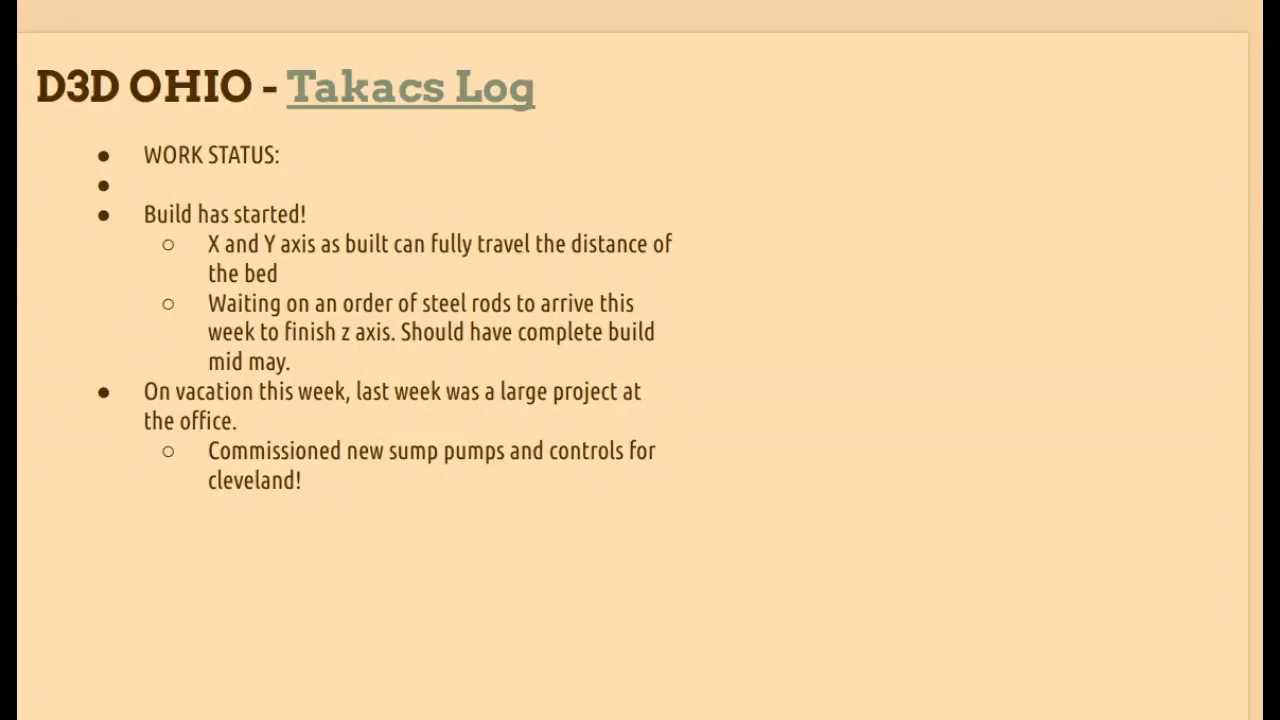 D3D OHIO - Takacs Log
● WORK STATUS:
●
● Build has started!
○ X and Y axis as built can fully travel the distance of
the bed
○ Waiting on an order of steel rods to arrive this
week to finish z axis. Should have complete build
mid may.
● On vacation this week, last week was a large project at
the office.
○ Commissioned new sump pumps and controls for
cleveland!